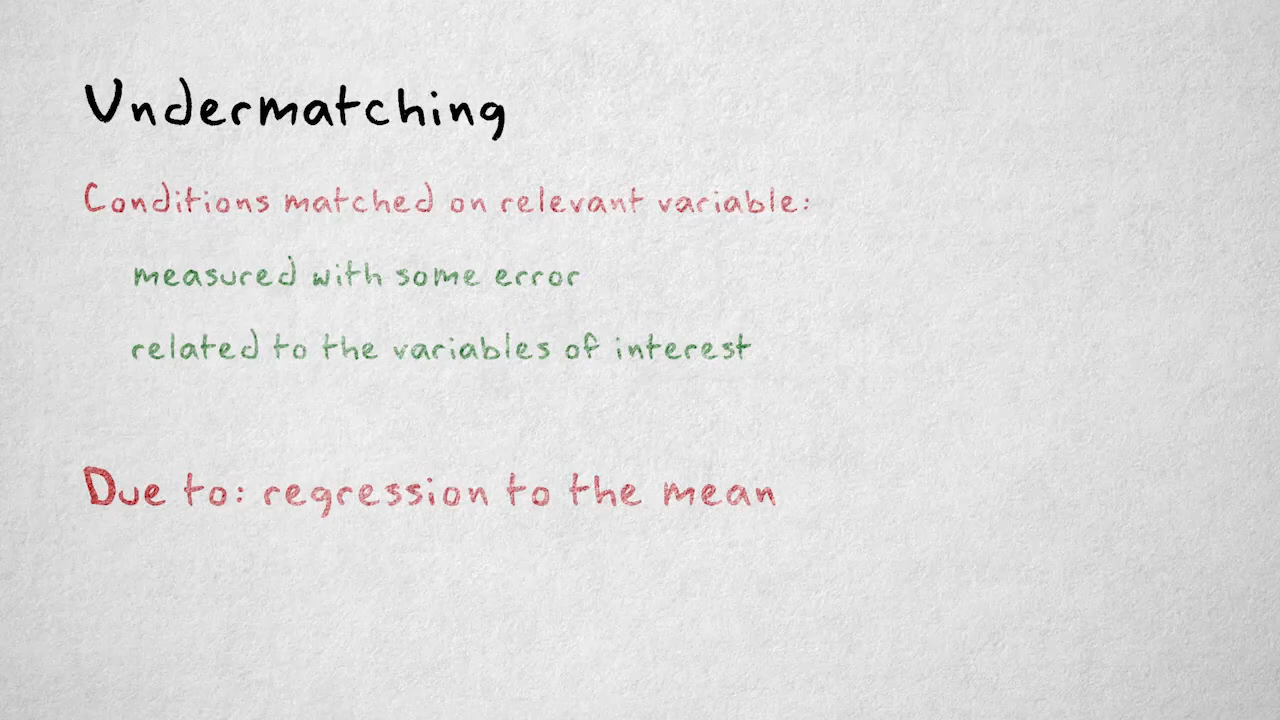 Undermatching
Conditions matched on relevant variable:
measured with some error
related to the variables of interest
Due to: regression to the mean